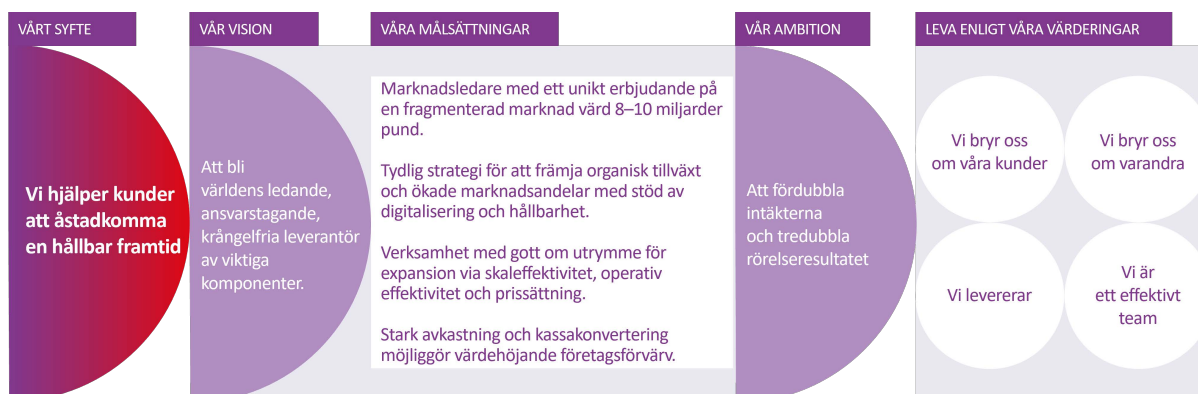 VÅRT SYFTE
Vi hjälper kunder
att åstadkomma
en hållbar framtid
VÅR VISION
Att bli
världens ledande,
ansvarstagande,
krångelfria leverantör
av viktiga
komponenter.
VÅRA MÅLSÄTTNINGAR
Marknadsledare med ett unikt erbjudande på
en fragmenterad marknad värd 8–10 miljarder
pund.
Tydlig strategi för att främja organisk tillväxt
och ökade marknadsandelar med stöd av
digitalisering och hållbarhet.
Verksamhet med gott om utrymme för
expansion via skaleffektivitet, operativ
effektivitet och prissättning.
Stark avkastning och kassakonvertering
möjliggör värdehöjande företagsförvärv.
VÅR AMBITION
Att fördubbla
intäkterna
och tredubbla
rörelseresultatet
LEVA ENLIGT VÅRA VÄRDERINGAR
Vi bryr oss
om våra kunder
Vi bryr oss
om varandra
Vi levererar
Vi är
ett effektivt
team